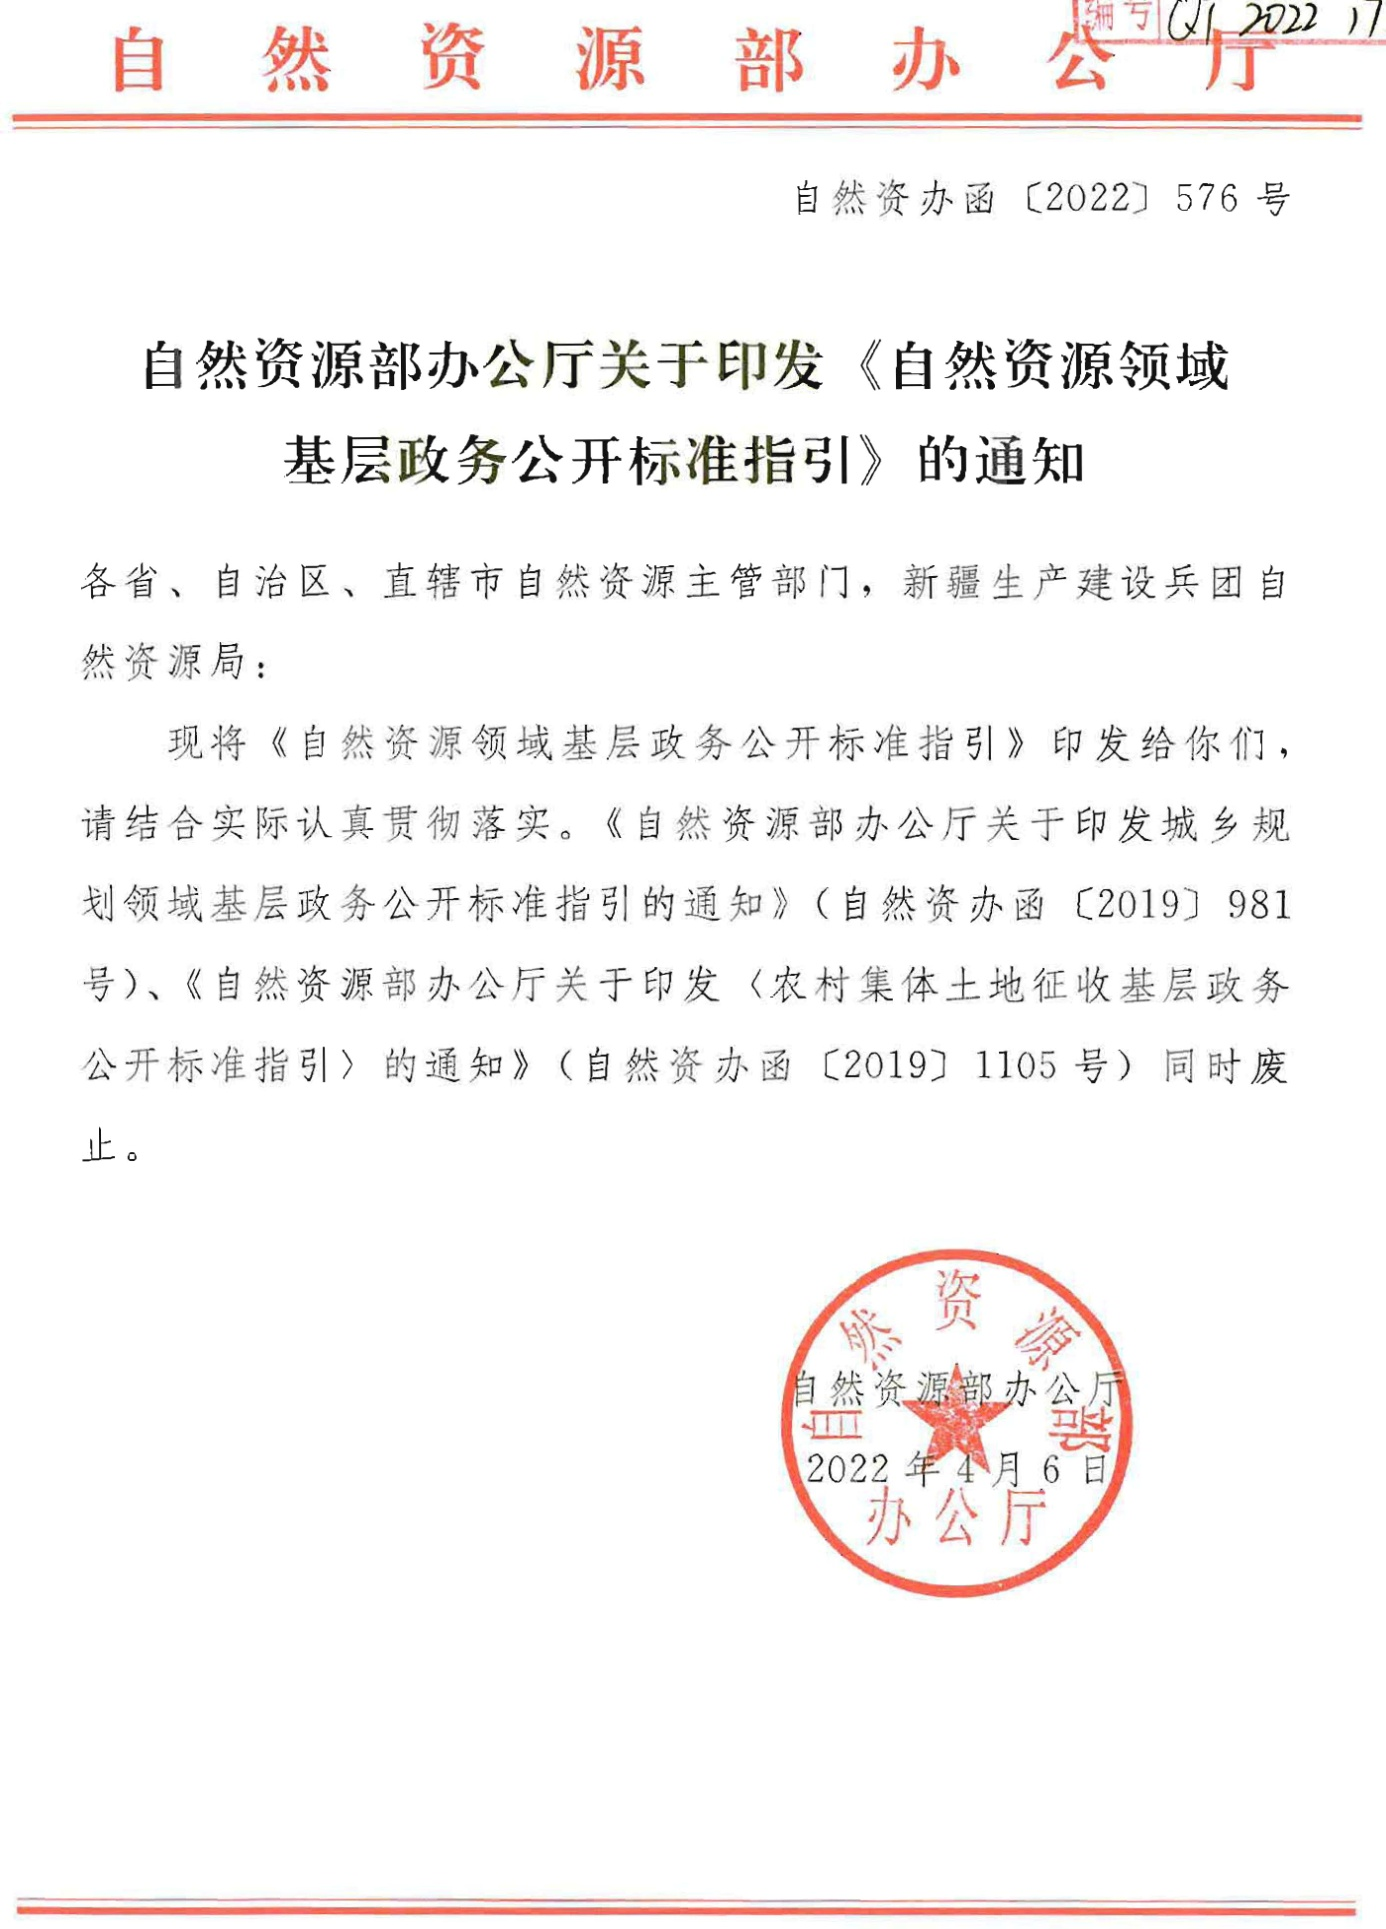 编号 QT 2022 17
自然资源部办公厅
自然资办函〔2022〕576号
自然资源部办公厅关于印发《自然资源领域
基层政务公开标准指引》的通知
各省、自治区、直辖市自然资源主管部门，新疆生产建设兵团自
然资源局：
现将《自然资源领域基层政务公开标准指引》印发给你们，
请结合实际认真贯彻落实。《自然资源部办公厅关于印发城乡规
划领域基层政务公开标准指引的通知》（自然资办函〔2019〕981
号）、《自然资源部办公厅关于印发〈农村集体土地征收基层政务
公开标准指引〉的通知》（自然资办函〔2019〕1105号）同时废
止。
自然资源部
自然资源部办公厅
2022年4月6日
办公厅